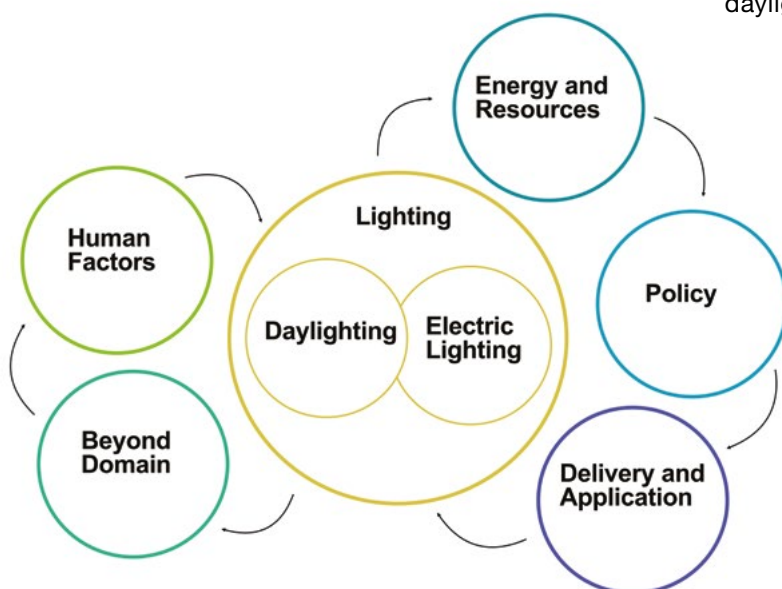 Energy and
Resources
Lighting
Human
Factors
Policy
Daylighting
Electric
Lighting
Beyond
Domain
Delivery and
Application